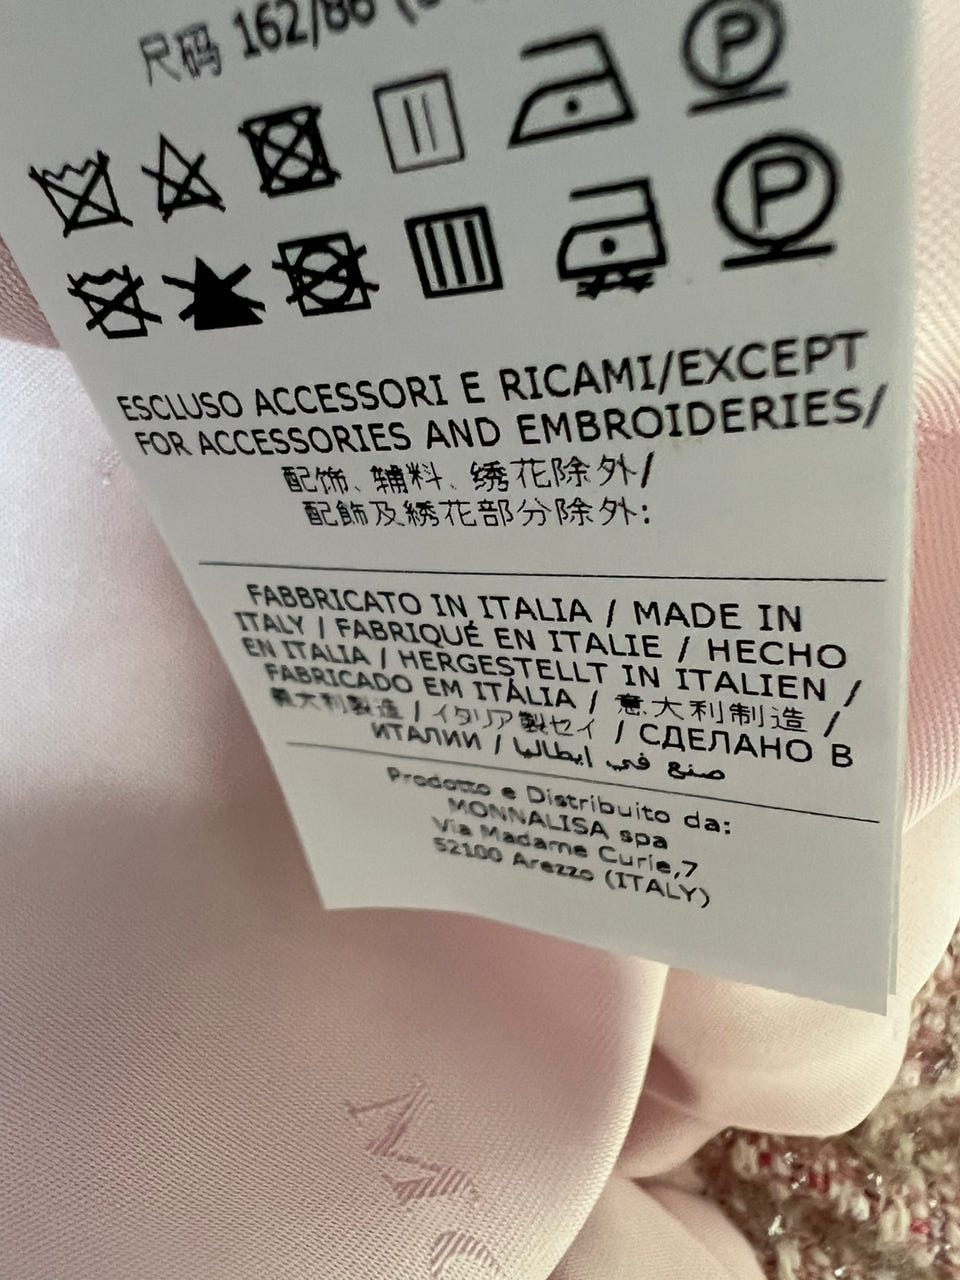 尺码 162/86
P
P
ESCLUSO ACCESSORI E RICAMI/EXCEPT
FOR ACCESSORIES AND EMBROIDERIES/
配饰、辅料、绣花除外/
配飾及綉花部分除外:
FABBRICATO IN ITALIA / MADE IN
ITALY / FABRIQUÉ EN ITALIE / HECHO
EN ITALIA / HERGESTELLT IN ITALIEN /
FABRICADO EM ITÁLIA / 意大利制造 /
義大利製造 / イタリア製セイ / СДЕЛАНО В
ИТАЛИИ / صنع في ايطاليا
Prodotto e Distribuito da:
MONNALISA spa
Via Madame Curie,7
52100 Arezzo (ITALY)